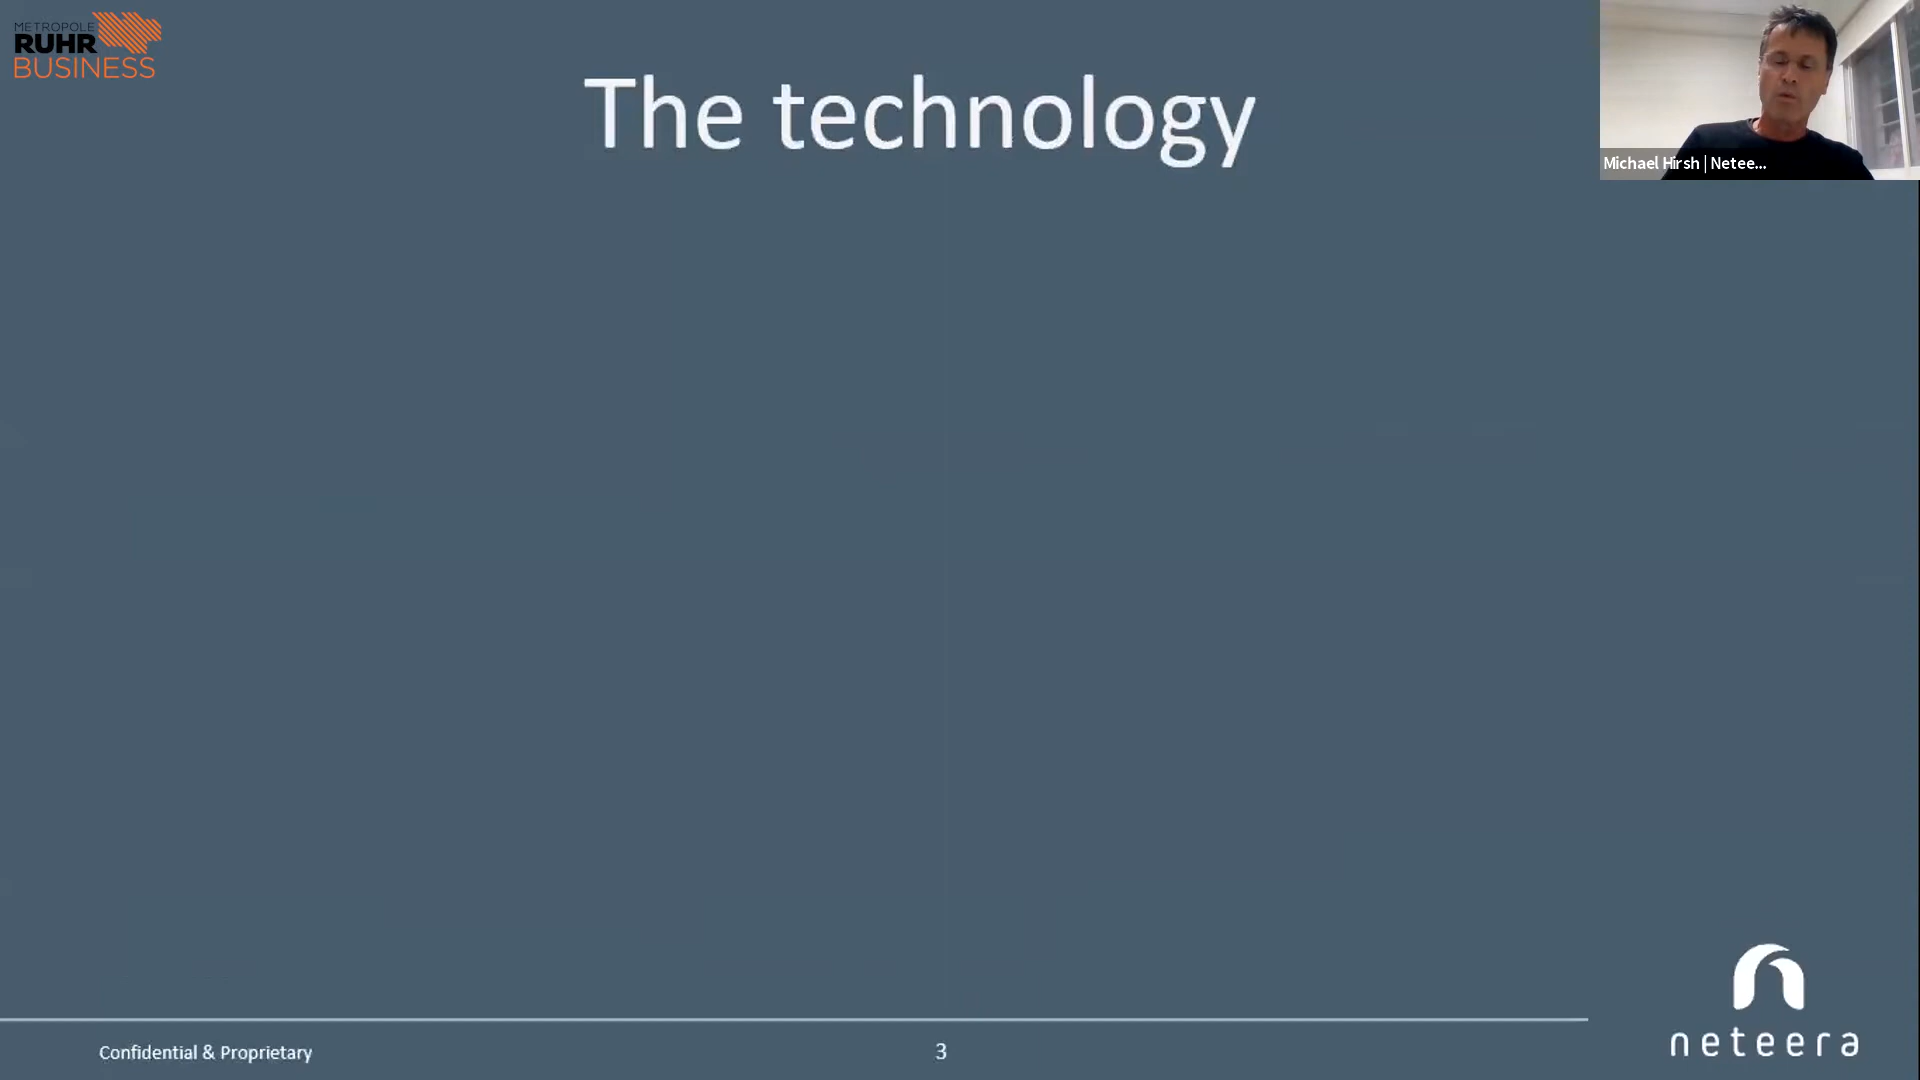 METROPOLE
RUHR
BUSINESS
The technology
Michael Hirsh | Netee...
Confidential & Proprietary
3
neteera